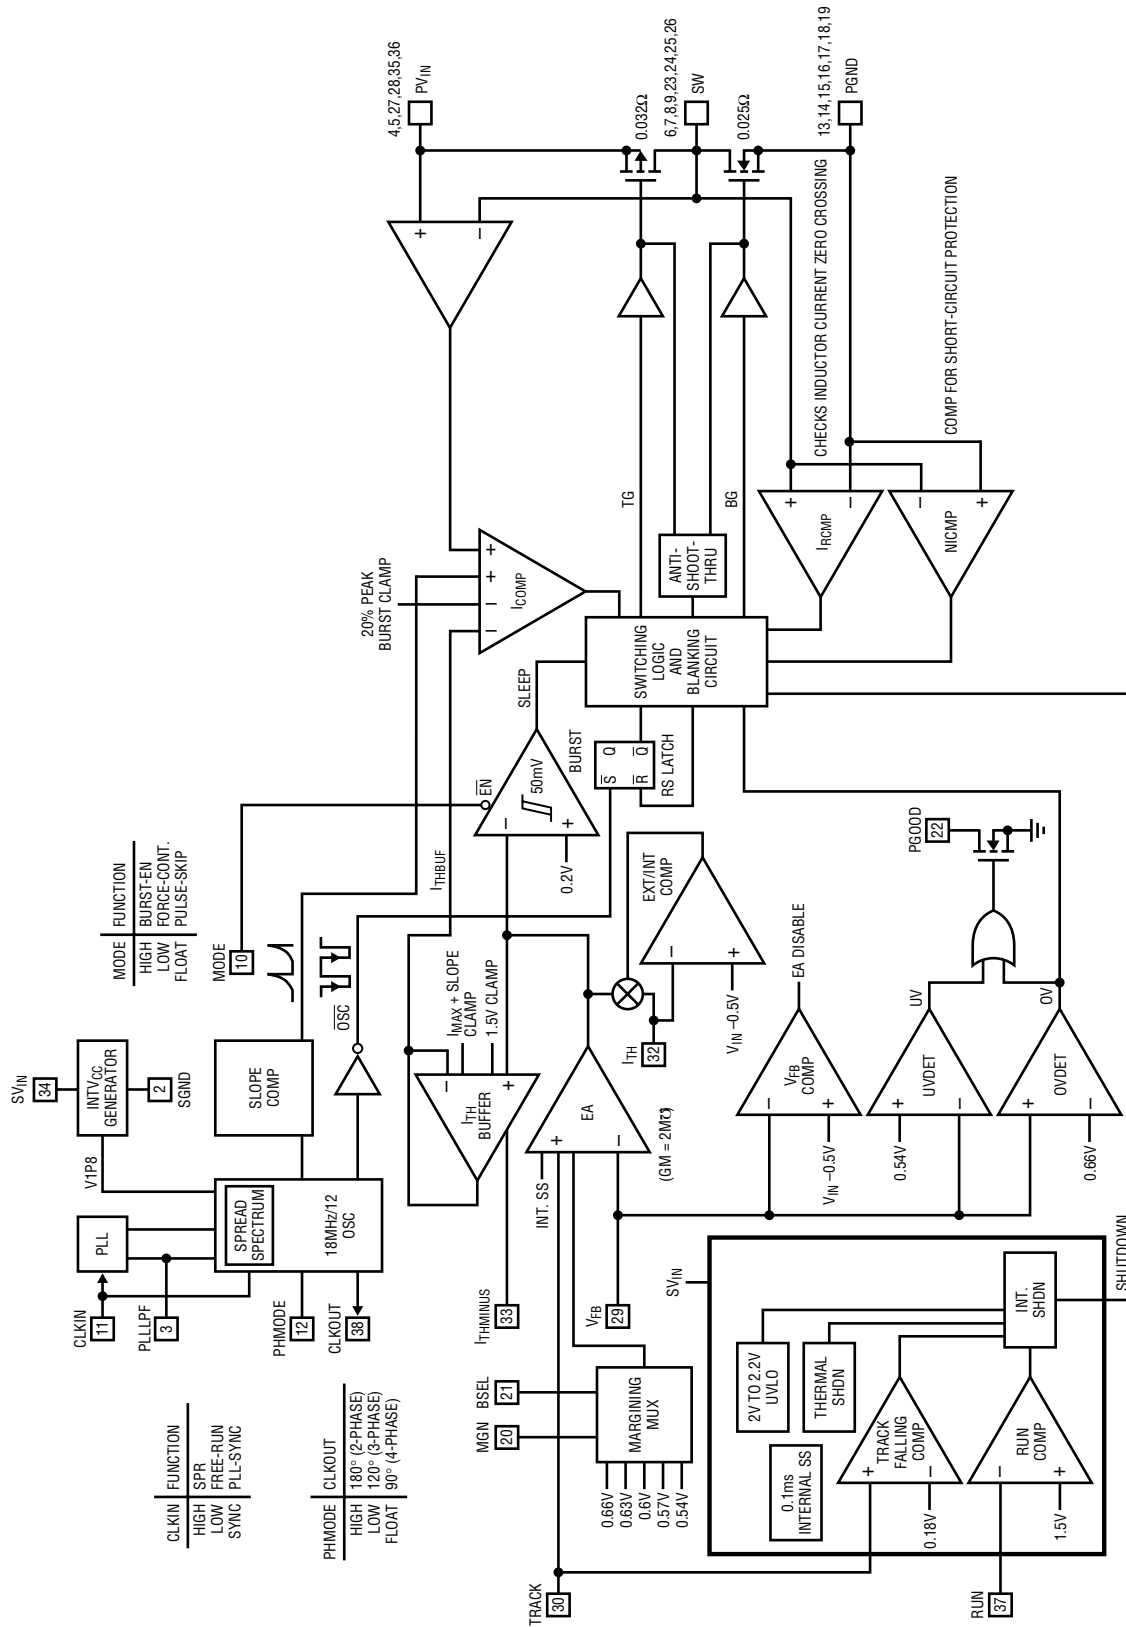 CLKIN FUNCTION
HIGH SPR
LOW FREE-RUN
SYNC PLL-SYNC
PHMODE CLKOUT
HIGH 180° (2-PHASE)
LOW 120° (3-PHASE)
FLOAT 90° (4-PHASE)
MODE FUNCTION
HIGH BURST-EN
LOW FORCE-CONT.
FLOAT PULSE-SKIP
CLKIN
11
PLLLPF
3
PHMODE
12
CLKOUT
38
PLL
V1P8
SPREAD
SPECTRUM
18MHz/12
OSC
SVIN
34
INTVCC
GENERATOR
2
SGND
SLOPE
COMP
OSC
MODE
10
ITHBUF
20% PEAK
BURST CLAMP
+
+
–
–
ICOMP
+
–
4,5,27,28,35,36
PVIN
0.032Ω
6,7,8,9,23,24,25,26
SW
0.025Ω
13,14,15,16,17,18,19
PGND
MGN
20
BSEL
21
ITHMINUS
33
–
IMAX + SLOPE
CLAMP
1.5V CLAMP
+
ITH
BUFFER
EN
–
+
50mV
0.2V
SLEEP
BURST
S Q
R Q
RS LATCH
SWITCHING
LOGIC
AND
BLANKING
CIRCUIT
TG
ANTI-
SHOOT-
THRU
BG
INT. SS
+
–
EA
(GM = 2M℧)
ITH
32
EXT/INT
COMP
–
+
VIN –0.5V
MARGINING
MUX
0.66V
0.63V
0.6V
0.57V
0.54V
VFB
29
TRACK
30
–
+
VFB
COMP
VIN –0.5V
EA DISABLE
UVDET
+
–
0.54V
UV
OVDET
+
–
0.66V
OV
PGOOD
22
+
–
IRCMP
CHECKS INDUCTOR CURRENT ZERO CROSSING
–
+
NICMP
COMP FOR SHORT-CIRCUIT PROTECTION
SVIN
2V TO 2.2V
UVLO
THERMAL
SHDN
0.1ms
INTERNAL SS
+
–
TRACK
FALLING
COMP
0.18V
INT.
SHDN
–
+
RUN
COMP
1.5V
RUN
37
SHUTDOWN